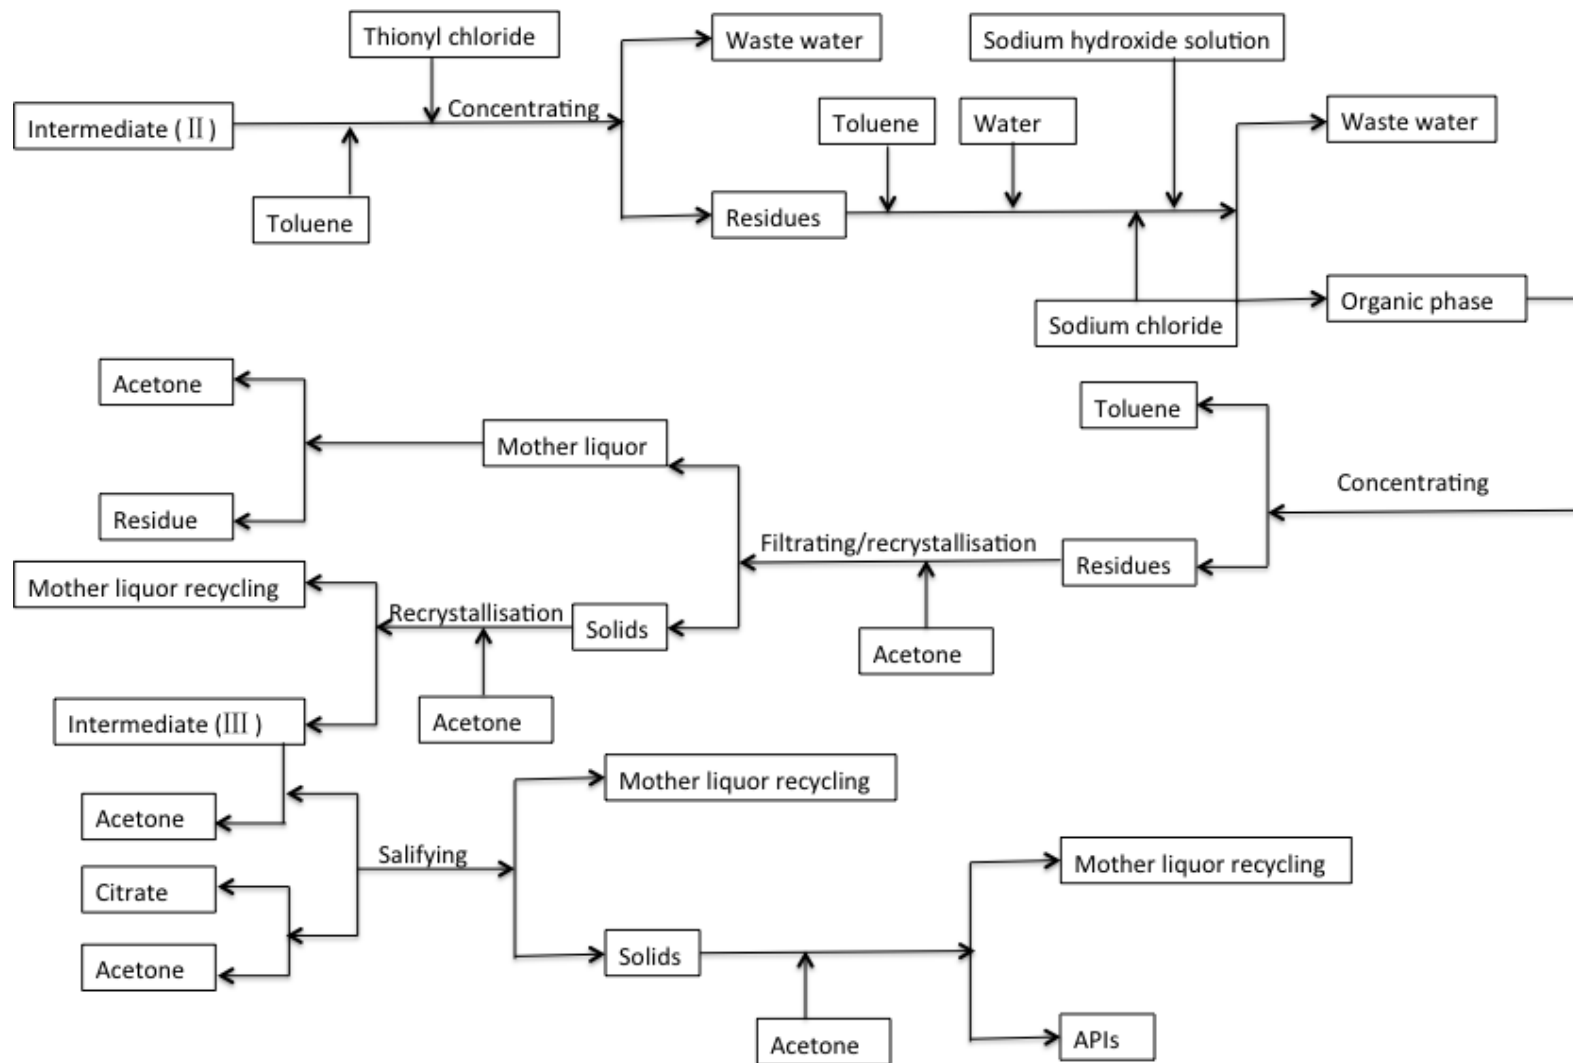 Thionyl chloride
Waste water
Sodium hydroxide solution
Intermediate (Ⅱ)
Concentrating
Toluene
Water
Waste water
Toluene
Residues
Sodium chloride
Organic phase
Acetone
Mother liquor
Toluene
Residue
Concentrating
Filtrating/recrystallisation
Residues
Mother liquor recycling
Recrystallisation
Solids
Acetone
Intermediate (Ⅲ)
Acetone
Mother liquor recycling
Acetone
Salifying
Mother liquor recycling
Citrate
Acetone
Solids
Acetone
APIs